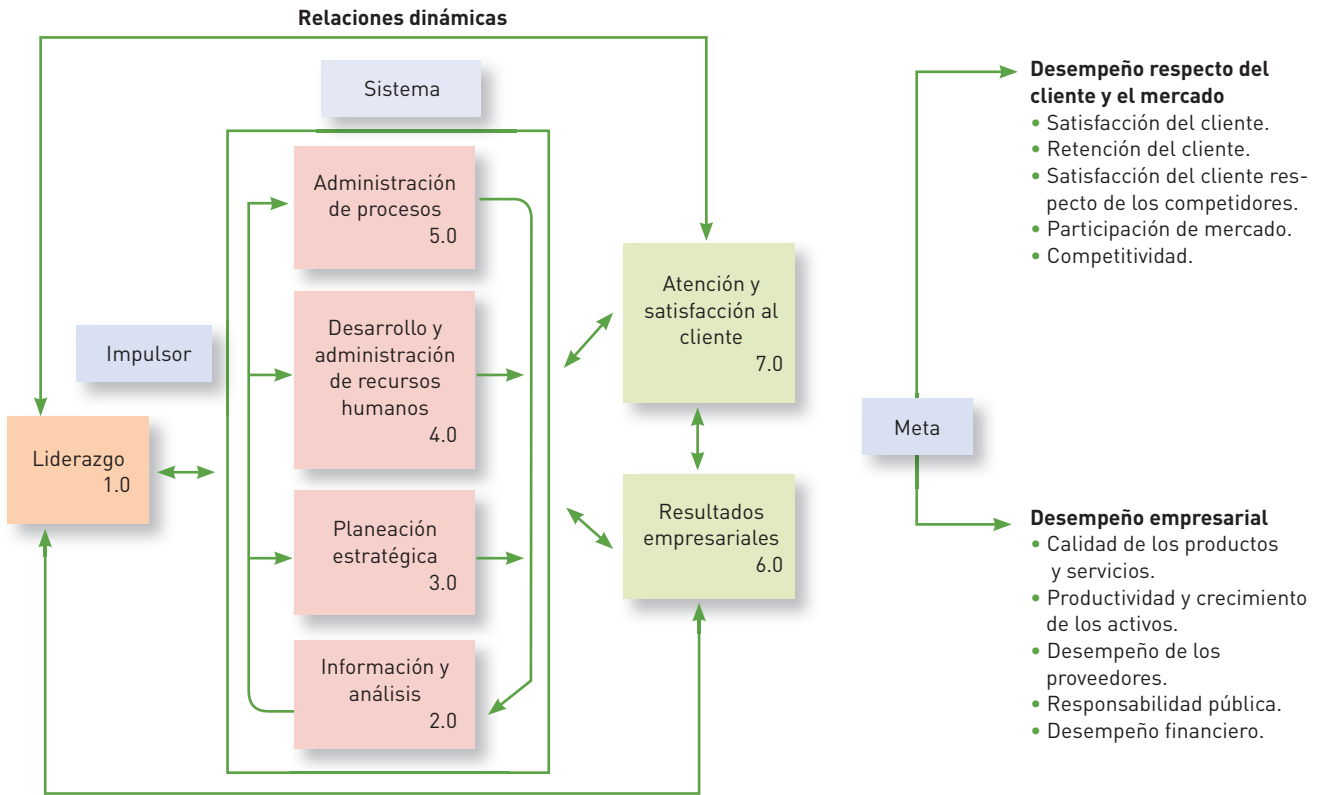 Relaciones dinámicas
Sistema
Administración
de procesos
5.0
Desarrollo y
administración
de recursos
humanos
4.0
Planeación
estratégica
3.0
Información y
análisis
2.0
Impulsor
Liderazgo
1.0
Atención y
satisfacción al
cliente
7.0
Resultados
empresariales
6.0
Meta
Desempeño respecto del
cliente y el mercado
• Satisfacción del cliente.
• Retención del cliente.
• Satisfacción del cliente res-
pecto de los competidores.
• Participación de mercado.
• Competitividad.
Desempeño empresarial
• Calidad de los productos
y servicios.
• Productividad y crecimiento
de los activos.
• Desempeño de los
proveedores.
• Responsabilidad pública.
• Desempeño financiero.